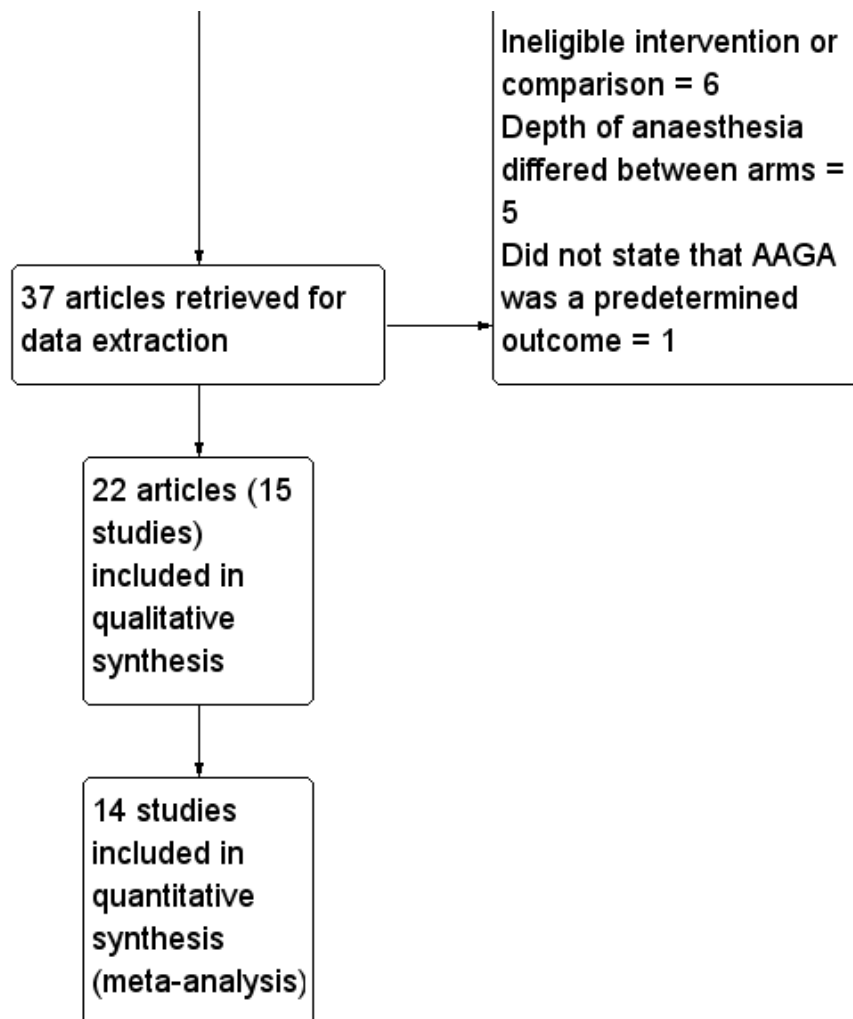 Ineligible intervention or
comparison = 6
Depth of anaesthesia
differed between arms =
5
Did not state that AAGA
was a predetermined
outcome = 1
37 articles retrieved for
data extraction
22 articles (15
studies)
included in
qualitative
synthesis
14 studies
included in
quantitative
synthesis
(meta-analysis)